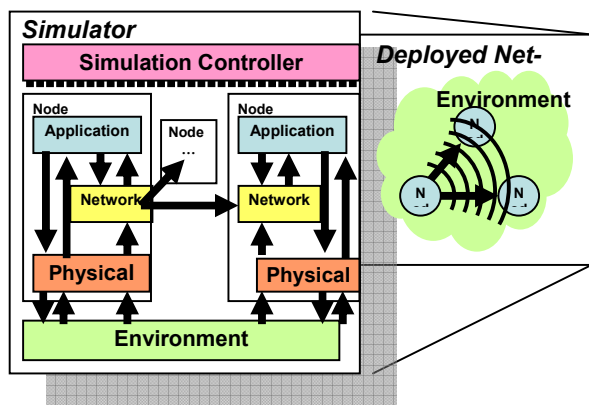 Simulator
Simulation Controller
Deployed Net-
Node
Application
Node
...
Node
Application
Environment
N
N
N
Network
Network
Physical
Physical
Environment